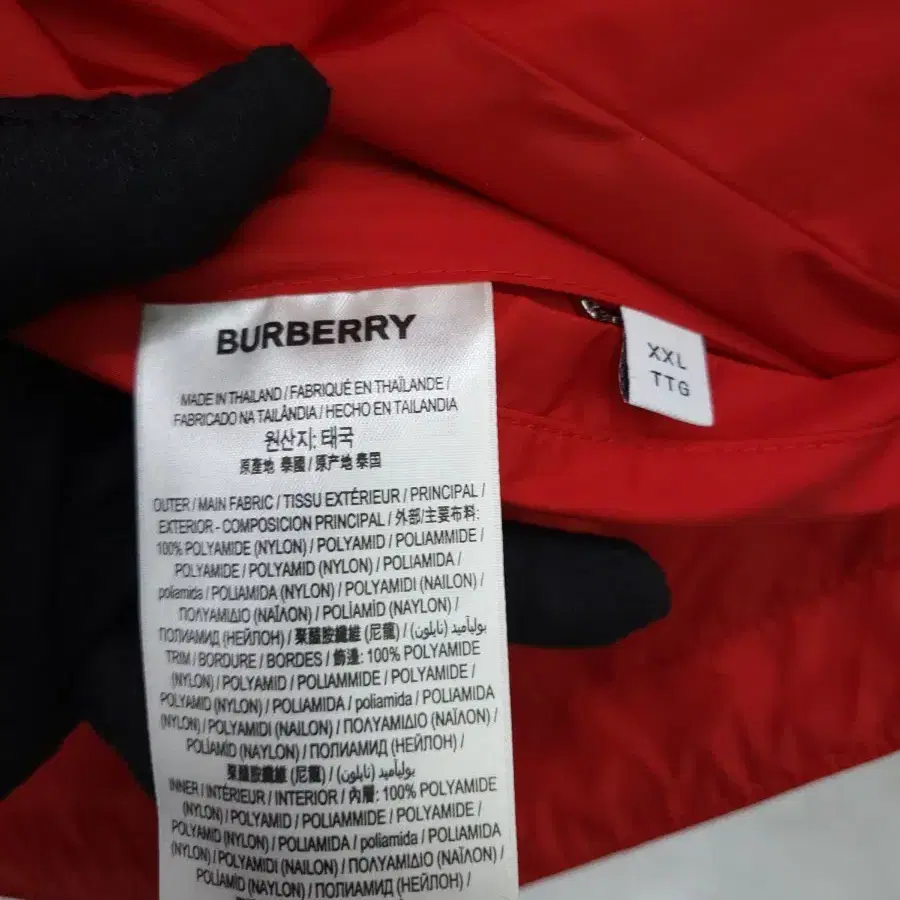 BURBERRY
MADE IN THAILAND / FABRIQUÉ EN THAÏLANDE /
FABRICADO NA TAILÂNDIA / HECHO EN TAILANDIA
원산지: 태국
原產地 泰國 / 原产地 泰国
OUTER / MAIN FABRIC / TISSU EXTÉRIEUR / PRINCIPAL /
EXTERIOR - COMPOSICION PRINCIPAL / 外部/主要布料:
100% POLYAMIDE (NYLON) / POLYAMID / POLIAMMIDE /
POLYAMIDE / POLYAMID (NYLON) / POLIAMIDA /
poliamida / POLIAMIDA (NYLON) / POLYAMIDI (NAILON) /
ΠΟΛΥΑΜΙΔΙΟ (ΝΑΪΛΟΝ) / POLÍAMÍD (NAYLON) /
ПОЛИАМИД (НЕЙЛОН) / 聚醯胺纖維 (尼龍) / بولياميد (نايلون)
TRIM / BORDURE / BORDES / 飾邊: 100% POLYAMIDE
(NYLON) / POLYAMID / POLIAMMIDE / POLYAMIDE /
POLYAMID (NYLON) / POLIAMIDA / poliamida / POLIAMIDA
(NYLON) / POLYAMIDI (NAILON) / ΠΟΛΥΑΜΙΔΙΟ (ΝΑΪΛΟΝ) /
POLÍAMÍD (NAYLON) / ПОЛИАМИД (НЕЙЛОН) /
聚醯胺纖維 (尼龍) / بولياميد (نايلون)
INNER / INTÉRIEUR / INTERIOR / 內層: 100% POLYAMIDE
(NYLON) / POLYAMID / POLIAMMIDE / POLYAMIDE /
POLYAMID (NYLON) / POLIAMIDA / poliamida / POLIAMIDA
(NYLON) / POLYAMIDI (NAILON) / ΠΟΛΥΑΜΙΔΙΟ (ΝΑΪΛΟΝ) /
POLÍAMÍD (NAYLON) / ПОЛИАМИД (НЕЙЛОН) /
XXL
TTG